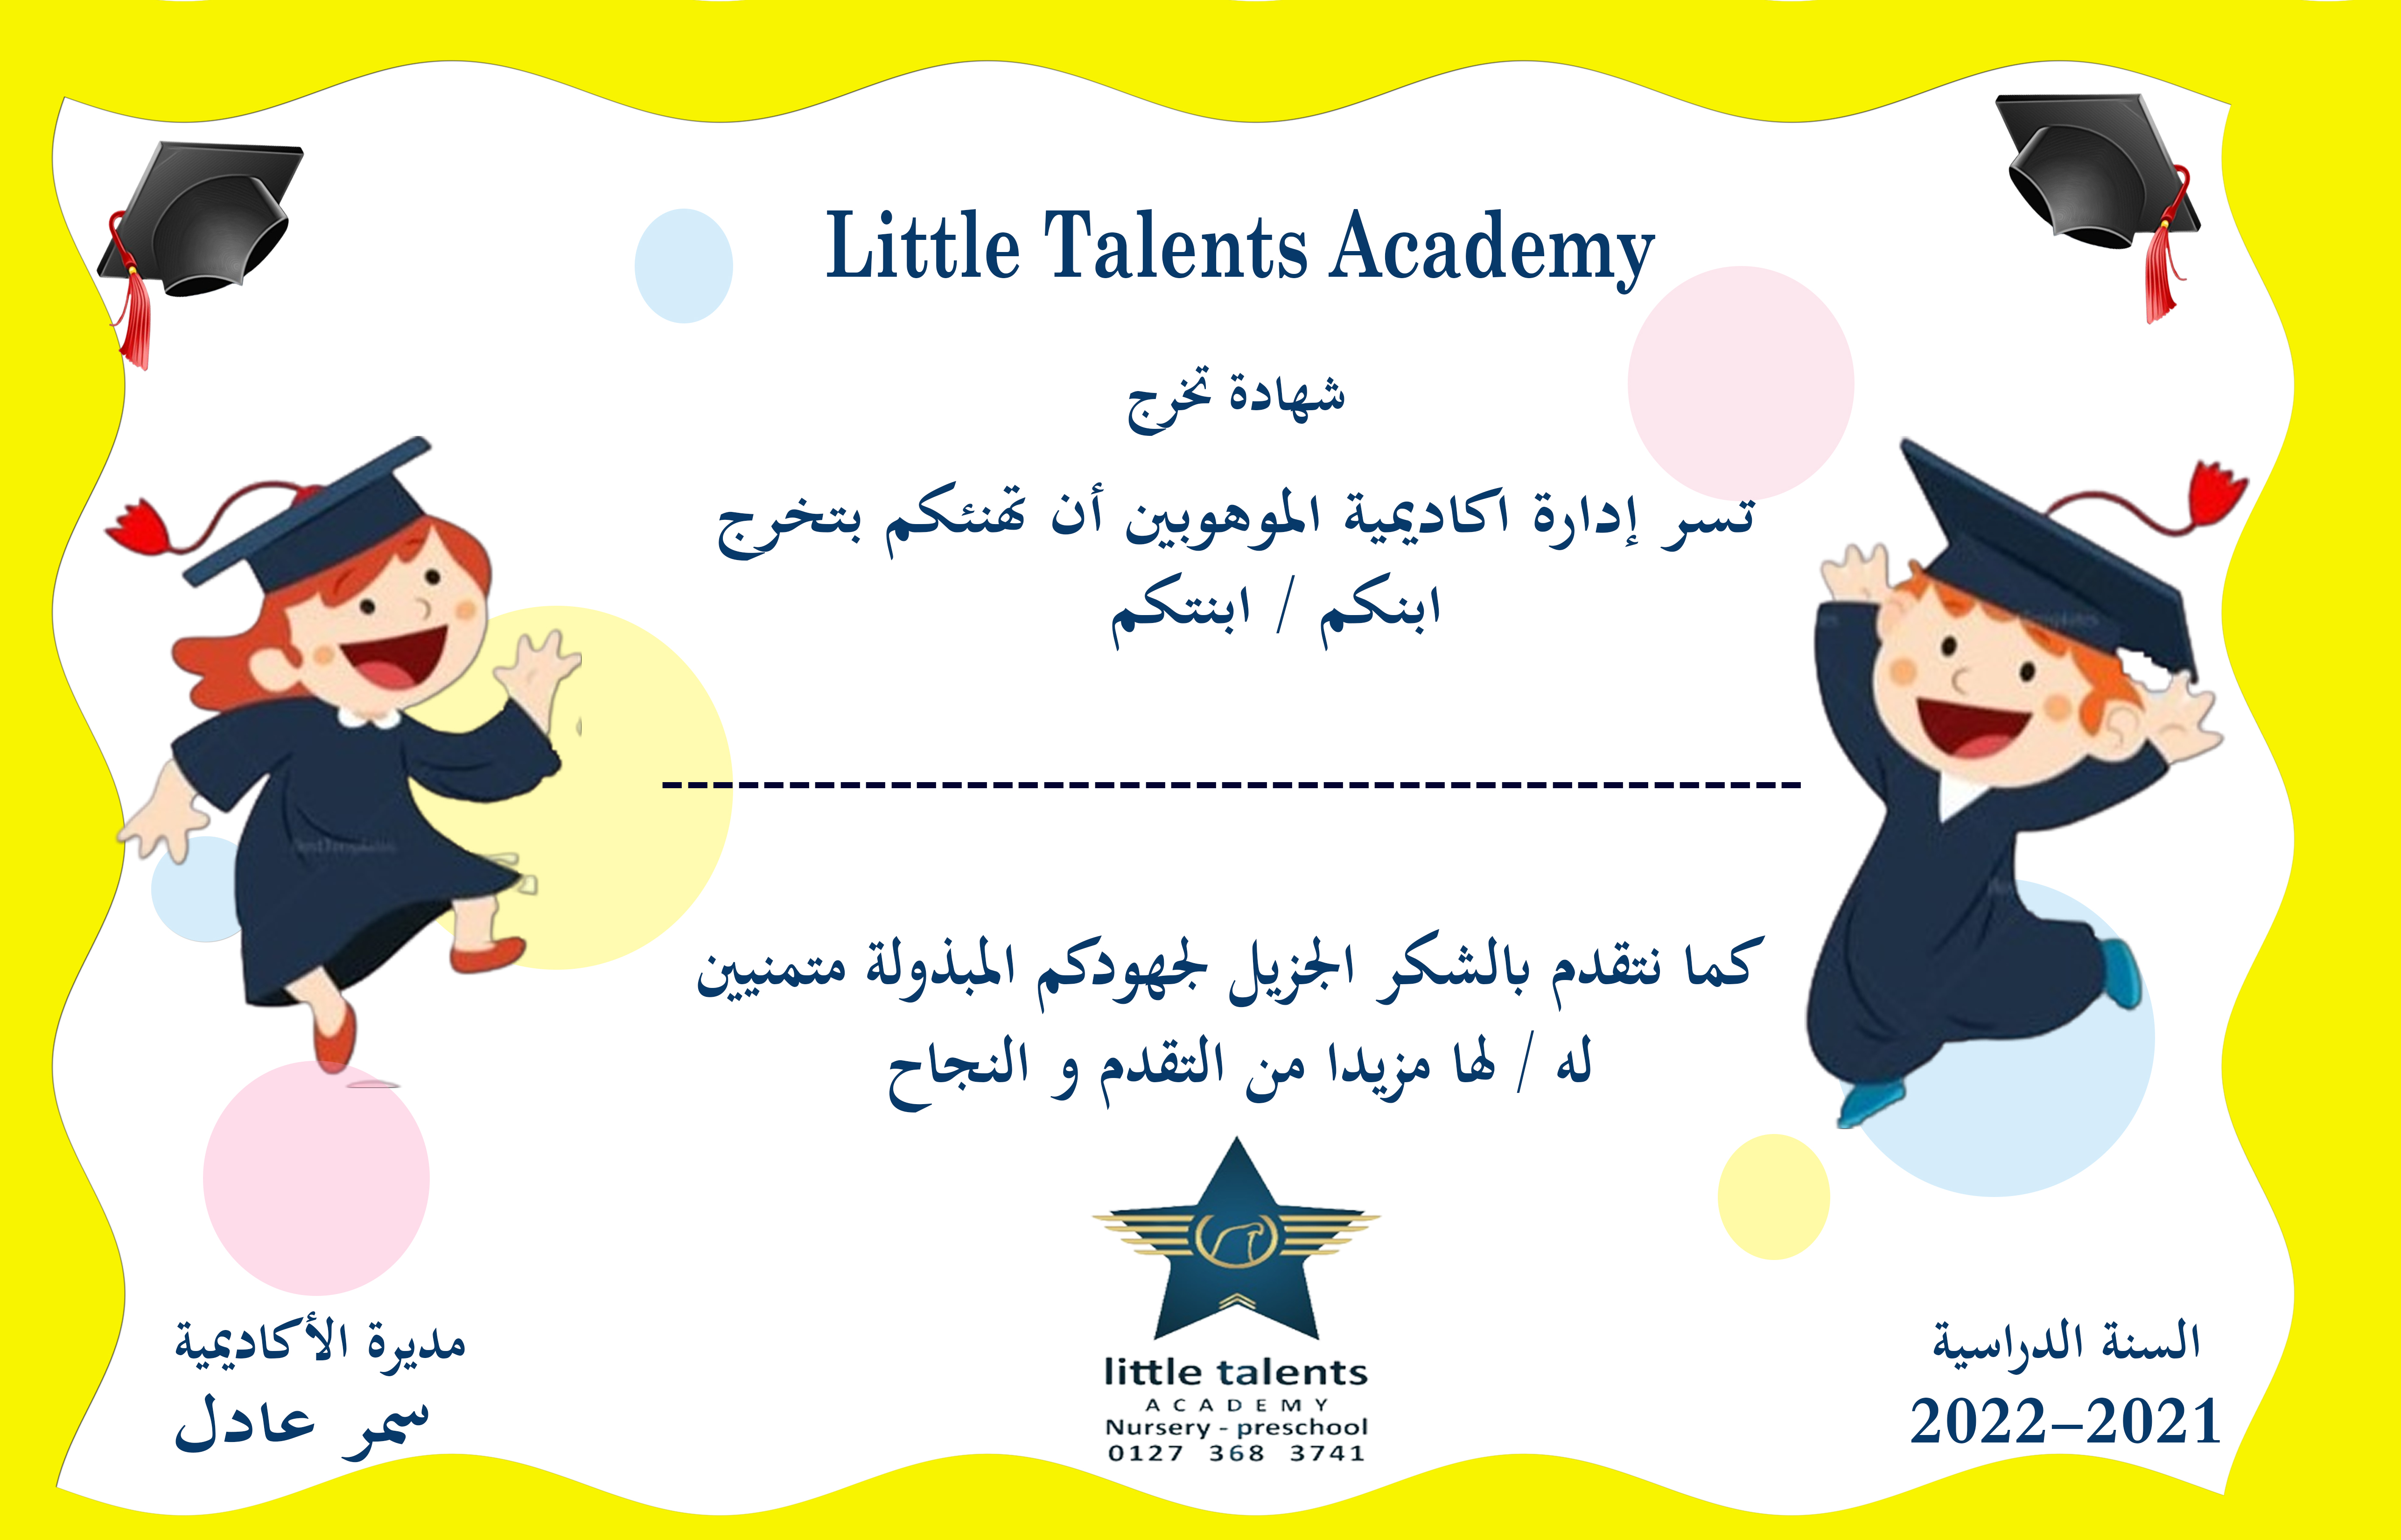 Little Talents Academy
شهادة تخرج
تسر إدارة اكاديمية الموهوبين أن تهنئكم بتخرج
ابنكم / ابنتكم
كما نتقدم بالشكر الجزيل لجهودكم المبذولة متمنيين
له / لها مزيدا من التقدم و النجاح
السنة الدراسية
2022–2021
little talents
ACADEMY
Nursery - preschool
0127 368 3741
مديرة الأكاديمية
سمر عادل